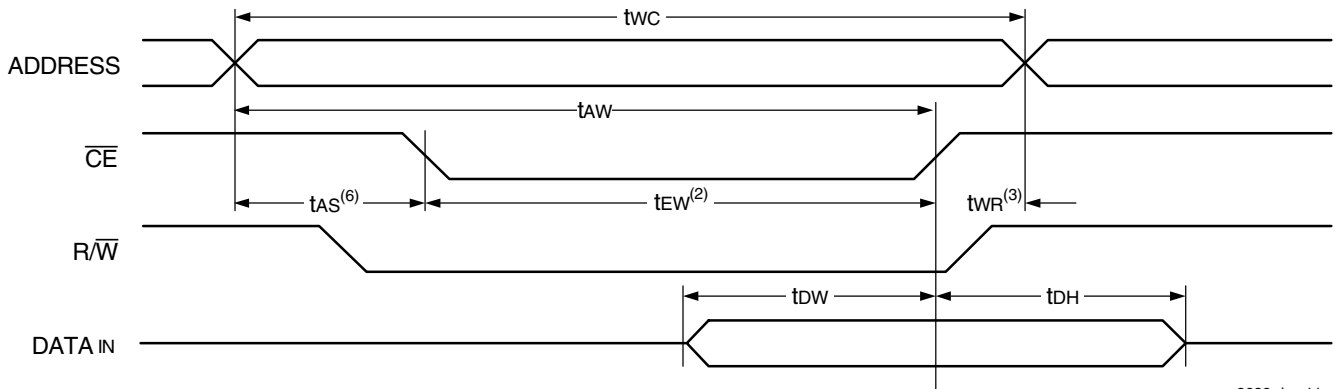 tWC
ADDRESS
tAW
CE
tAS(6) tEW(2) tWR(3)
R/W
tDW tDH
DATA IN